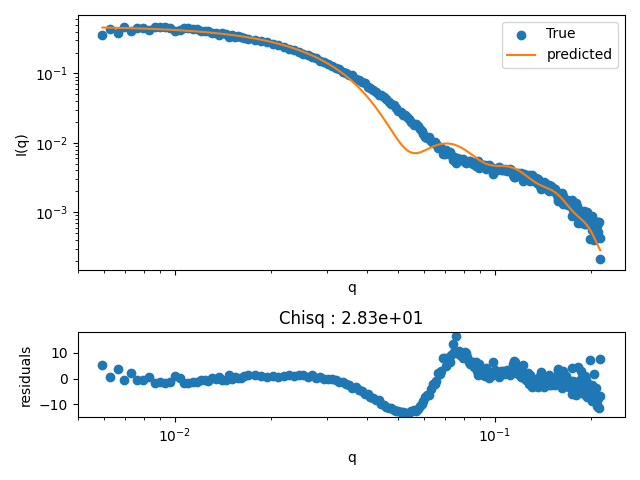 True
predicted
I(q)
10⁻¹
10⁻²
10⁻³
q
Chisq : 2.83e+01
residuals
10
0
−10
10⁻²
10⁻¹
q